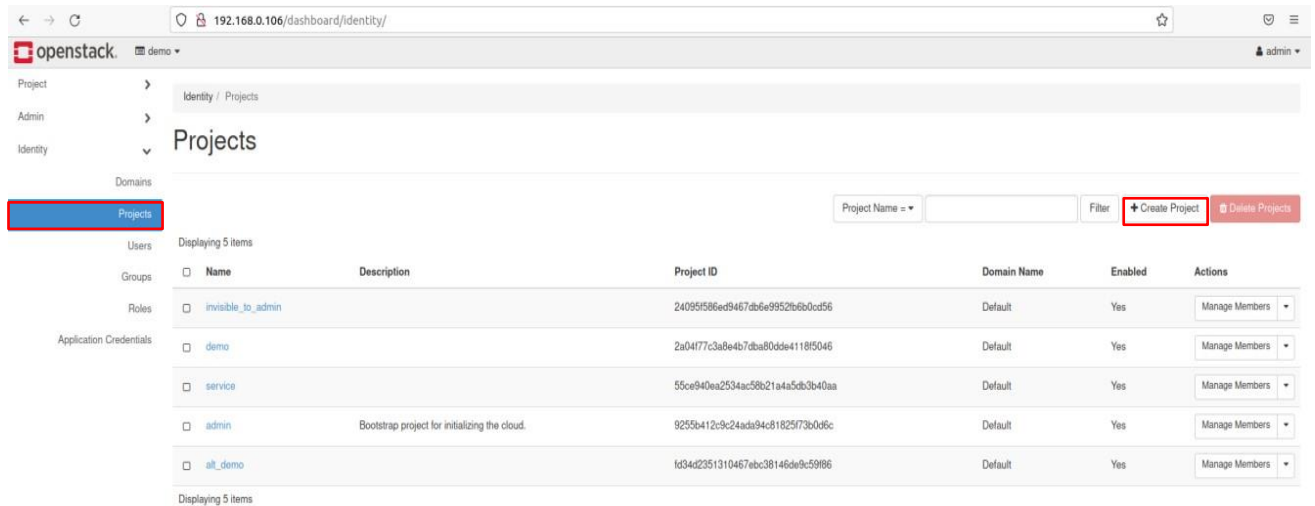 192.168.0.106/dashboard/identity/
openstack. demo admin
Project
Admin
Identity
Domains
Projects
Users
Groups
Roles
Application Credentials
Identity / Projects
Projects
Project Name = Filter +Create Project Delete Projects
Displaying 5 items
Name Description Project ID Domain Name Enabled Actions
invisible_to_admin 24095f586ed9467db6e9952fb6b0cd56 Default Yes Manage Members
demo 2a04f77c3a8e4b7dba80dde4118f5046 Default Yes Manage Members
service 55ce940ea2534ac58b21a4a5db3b40aa Default Yes Manage Members
admin Bootstrap project for initializing the cloud. 9255b412c9c24ada94c81825f73b0d6c Default Yes Manage Members
alt_demo fd34d2351310467ebc38146de9c59f86 Default Yes Manage Members
Displaying 5 items